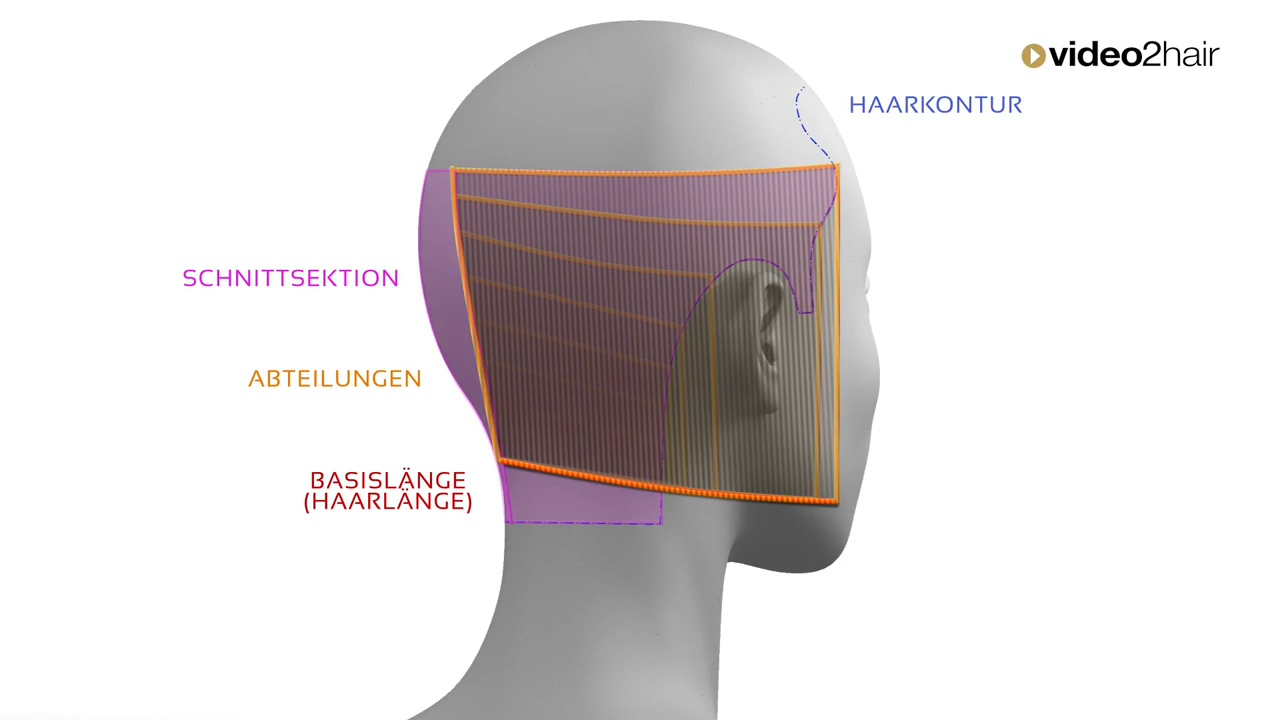 video2hair
HAARKONTUR
SCHNITTSEKTION
ABTEILUNGEN
BASISLÄNGE
(HAARLÄNGE)